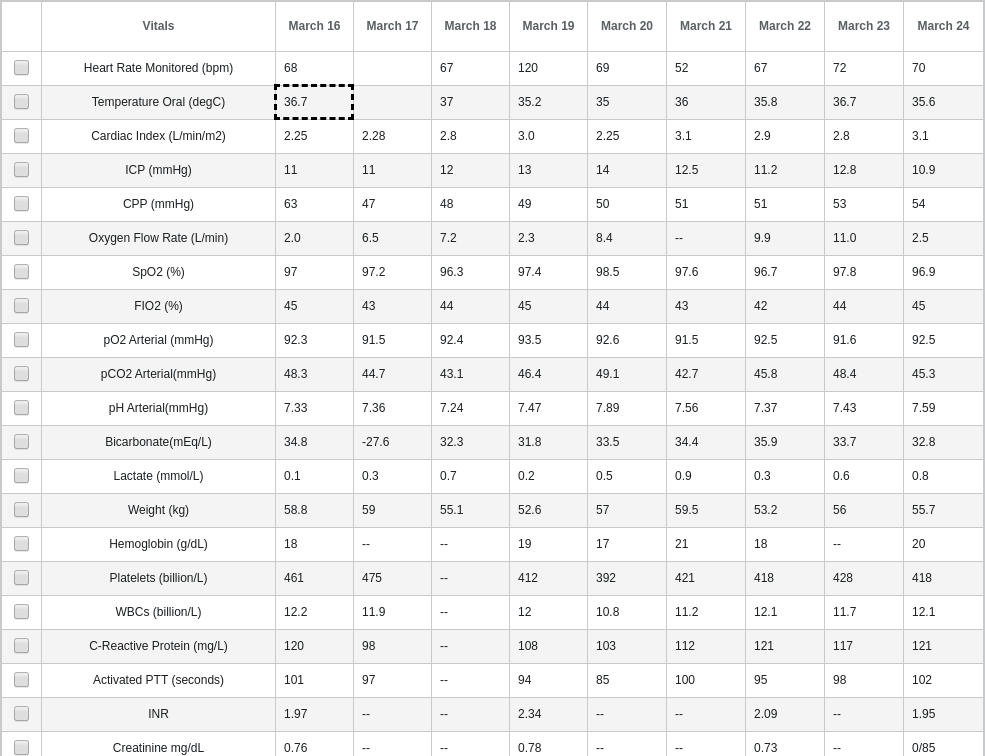 Vitals March 16 March 17 March 18 March 19 March 20 March 21 March 22 March 23 March 24
Heart Rate Monitored (bpm) 68 67 120 69 52 67 72 70
Temperature Oral (degC) 36.7 37 35.2 35 36 35.8 36.7 35.6
Cardiac Index (L/min/m2) 2.25 2.28 2.8 3.0 2.25 3.1 2.9 2.8 3.1
ICP (mmHg) 11 11 12 13 14 12.5 11.2 12.8 10.9
CPP (mmHg) 63 47 48 49 50 51 51 53 54
Oxygen Flow Rate (L/min) 2.0 6.5 7.2 2.3 8.4 -- 9.9 11.0 2.5
SpO2 (%) 97 97.2 96.3 97.4 98.5 97.6 96.7 97.8 96.9
FIO2 (%) 45 43 44 45 44 43 42 44 45
pO2 Arterial (mmHg) 92.3 91.5 92.4 93.5 92.6 91.5 92.5 91.6 92.5
pCO2 Arterial(mmHg) 48.3 44.7 43.1 46.4 49.1 42.7 45.8 48.4 45.3
pH Arterial(mmHg) 7.33 7.36 7.24 7.47 7.89 7.56 7.37 7.43 7.59
Bicarbonate(mEq/L) 34.8 -27.6 32.3 31.8 33.5 34.4 35.9 33.7 32.8
Lactate (mmol/L) 0.1 0.3 0.7 0.2 0.5 0.9 0.3 0.6 0.8
Weight (kg) 58.8 59 55.1 52.6 57 59.5 53.2 56 55.7
Hemoglobin (g/dL) 18 -- -- 19 17 21 18 -- 20
Platelets (billion/L) 461 475 -- 412 392 421 418 428 418
WBCs (billion/L) 12.2 11.9 -- 12 10.8 11.2 12.1 11.7 12.1
C-Reactive Protein (mg/L) 120 98 -- 108 103 112 121 117 121
Activated PTT (seconds) 101 97 -- 94 85 100 95 98 102
INR 1.97 -- -- 2.34 -- -- 2.09 -- 1.95
Creatinine mg/dL 0.76 -- -- 0.78 -- -- 0.73 -- 0/85